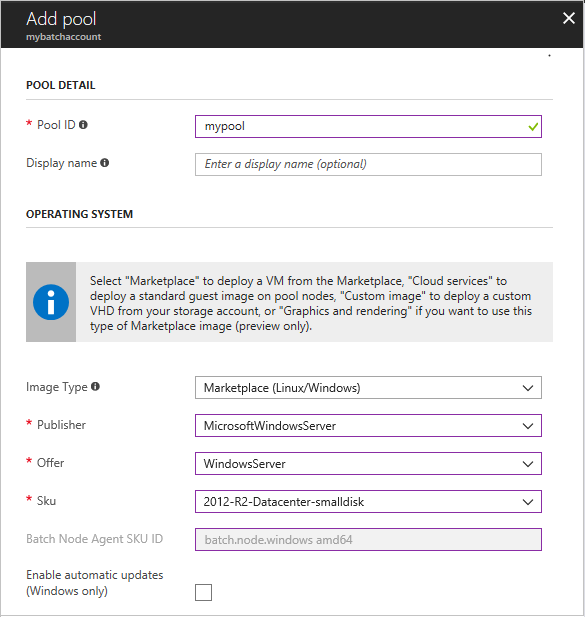 Add pool
mybatchaccount
POOL DETAIL
* Pool ID
mypool
Display name
Enter a display name (optional)
OPERATING SYSTEM
Select "Marketplace" to deploy a VM from the Marketplace, "Cloud services" to
deploy a standard guest image on pool nodes, "Custom image" to deploy a custom
VHD from your storage account, or "Graphics and rendering" if you want to use this
type of Marketplace image (preview only).
Image Type
Marketplace (Linux/Windows)
* Publisher
MicrosoftWindowsServer
* Offer
WindowsServer
* Sku
2012-R2-Datacenter-smalldisk
Batch Node Agent SKU ID
batch.node.windows amd64
Enable automatic updates
(Windows only)